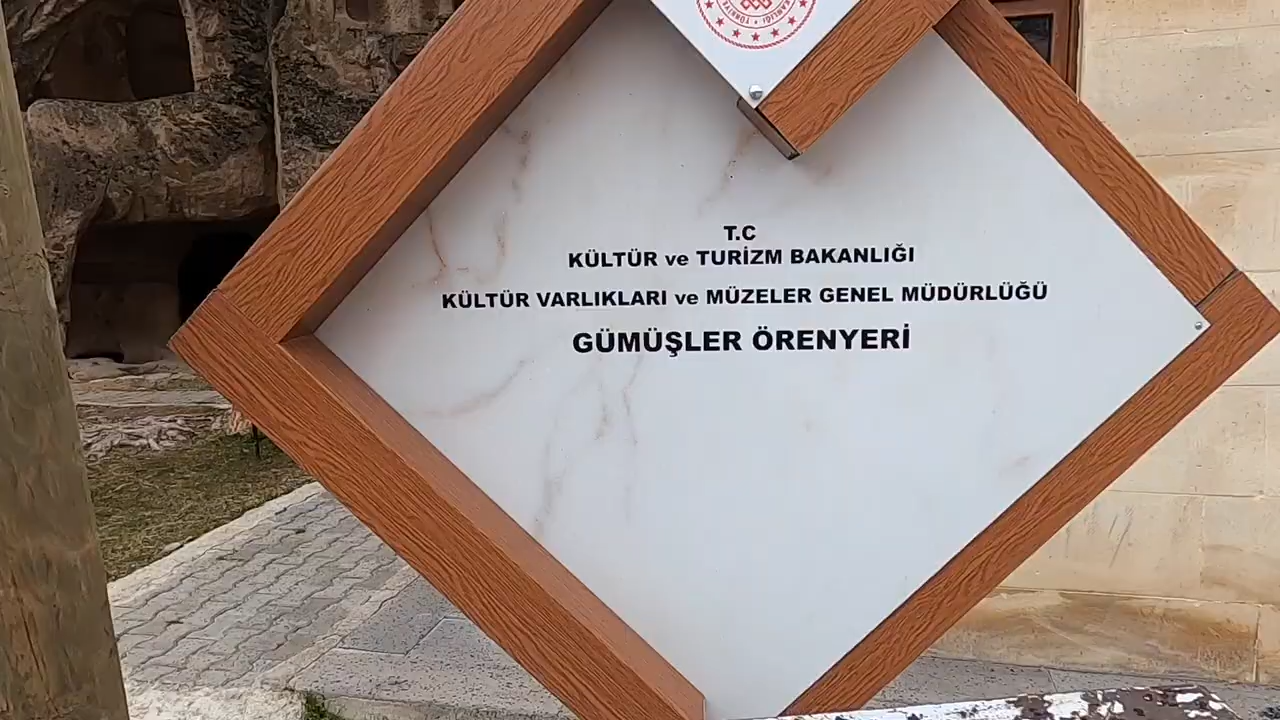 T.C
KÜLTÜR ve TURİZM BAKANLIĞI
KÜLTÜR VARLIKLARI ve MÜZELER GENEL MÜDÜRLÜĞÜ
GÜMÜŞLER ÖRENYERİ